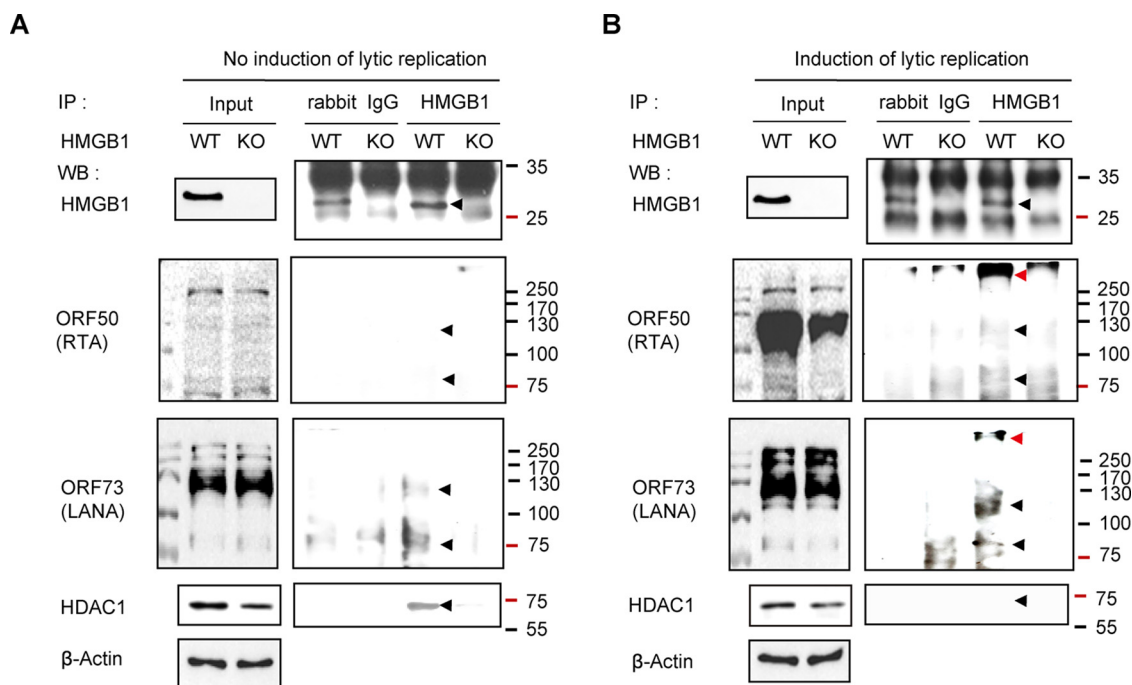 A
No induction of lytic replication
IP :
Input
rabbit IgG
HMGB1
HMGB1
WT KO WT KO WT KO
WB :
HMGB1
35
25
ORF50
(RTA)
250
170
130
100
75
ORF73
(LANA)
250
170
130
100
75
HDAC1
75
55
β-Actin
B
Induction of lytic replication
IP :
Input
rabbit IgG
HMGB1
HMGB1
WT KO WT KO WT KO
WB :
HMGB1
35
25
ORF50
(RTA)
250
170
130
100
75
ORF73
(LANA)
250
170
130
100
75
HDAC1
75
55
β-Actin